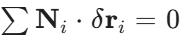 ∑ 𝐍ᵢ · δ𝐫ᵢ = 0